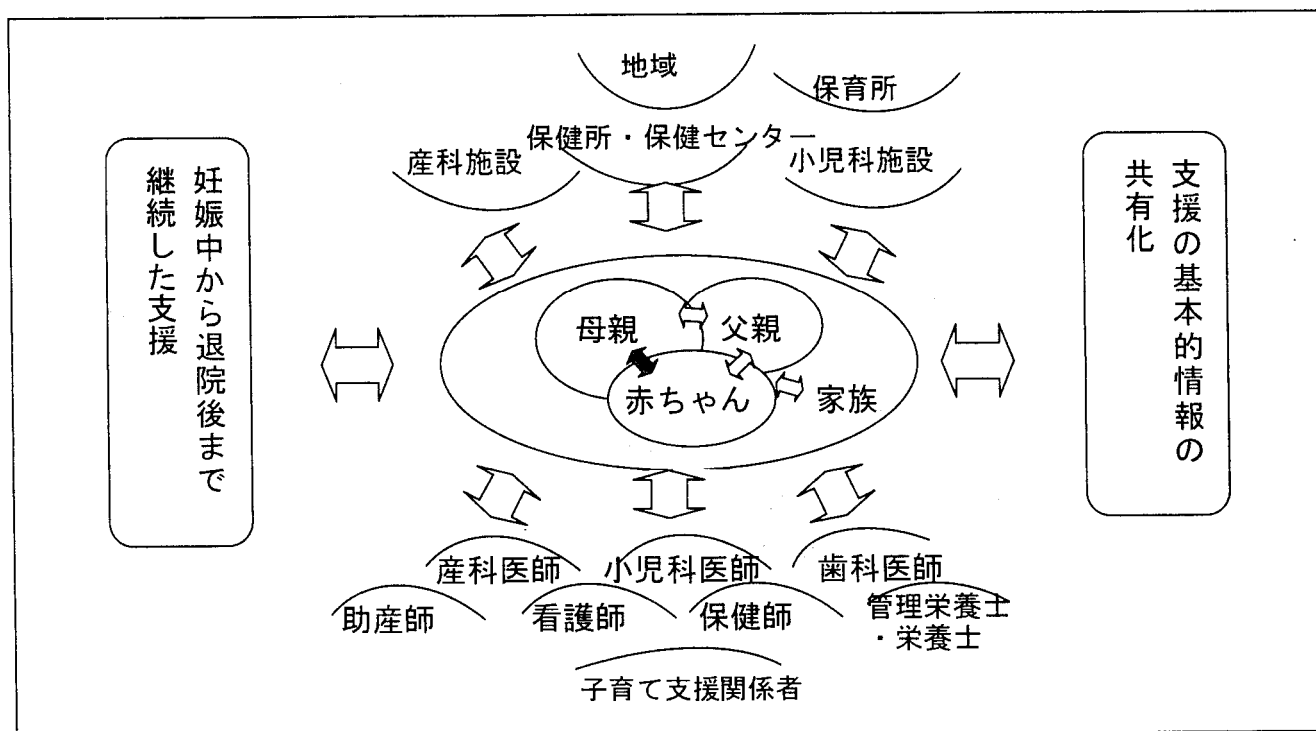 地域
保育所
保健所・保健センター
産科施設
小児科施設
妊娠中から退院後まで
継続した支援
支援の基本的情報の
共有化
母親
父親
赤ちゃん
家族
産科医師
小児科医師
歯科医師
助産師
看護師
保健師
管理栄養士
・栄養士
子育て支援関係者